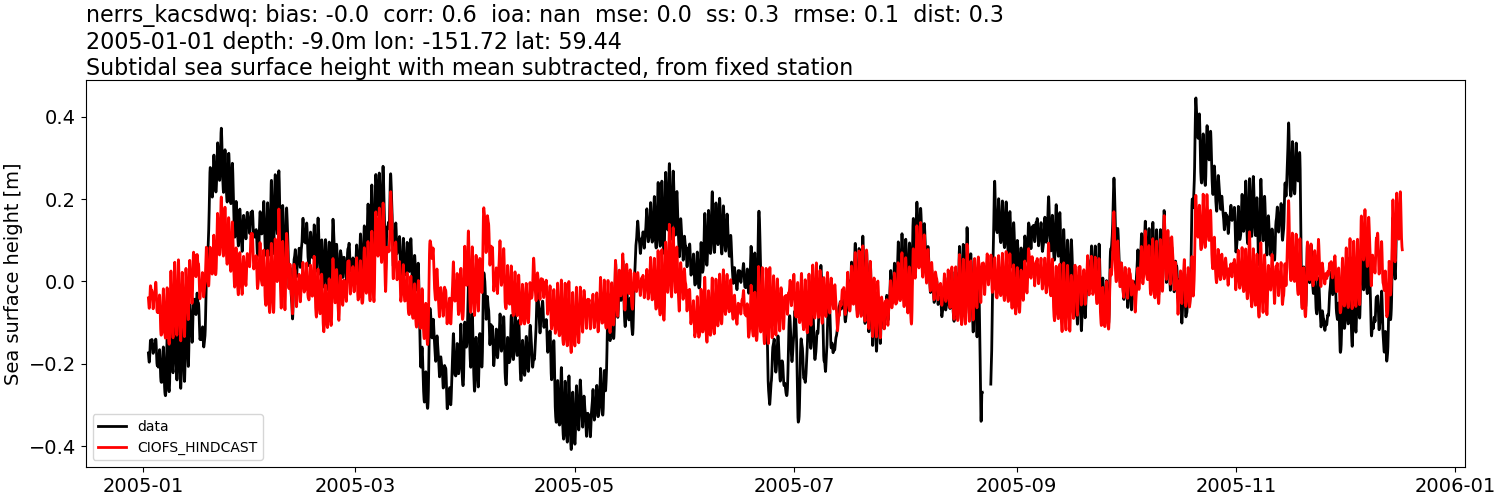 nerrs_kacsdwq: bias: -0.0  corr: 0.6  ioa: nan  mse: 0.0  ss: 0.3  rmse: 0.1  dist: 0.3
2005-01-01 depth: -9.0m lon: -151.72 lat: 59.44
Subtidal sea surface height with mean subtracted, from fixed station
Sea surface height [m]
0.4
0.2
0.0
−0.2
−0.4
data
CIOFS_HINDCAST
2005-01
2005-03
2005-05
2005-07
2005-09
2005-11
2006-01